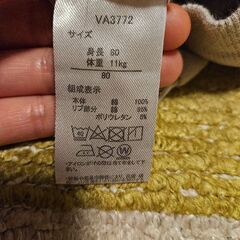 VA3772
サイズ
身長 80
体重 11kg
80
組成表示
本体 綿 100%
リブ部分 綿 95%
ポリウレタン 5%